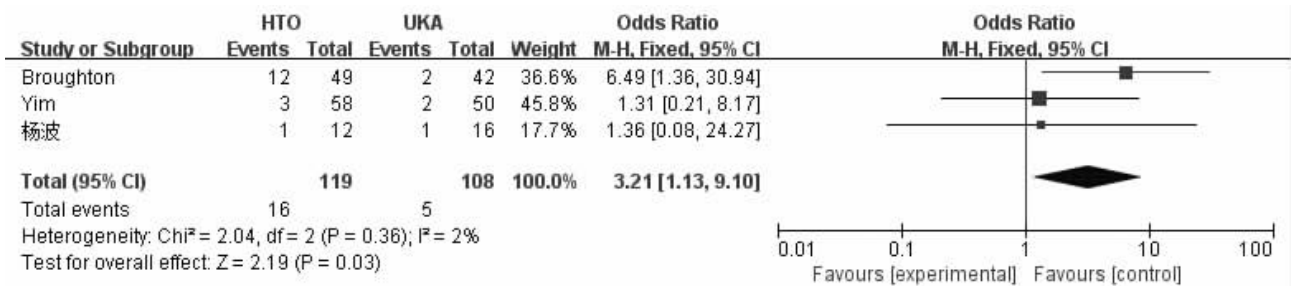 HTO UKA Odds Ratio Odds Ratio
Study or Subgroup Events Total Events Total Weight M-H, Fixed, 95% CI M-H, Fixed, 95% CI
Broughton 12 49 2 42 36.6% 6.49 [1.36, 30.94]
Yim 3 58 2 50 45.8% 1.31 [0.21, 8.17]
杨波 1 12 1 16 17.7% 1.36 [0.08, 24.27]
Total (95% CI) 119 108 100.0% 3.21 [1.13, 9.10]
Total events 16 5
Heterogeneity: Chi² = 2.04, df = 2 (P = 0.36); I² = 2%
Test for overall effect: Z = 2.19 (P = 0.03)
0.01 0.1 1 10 100
Favours [experimental] Favours [control]